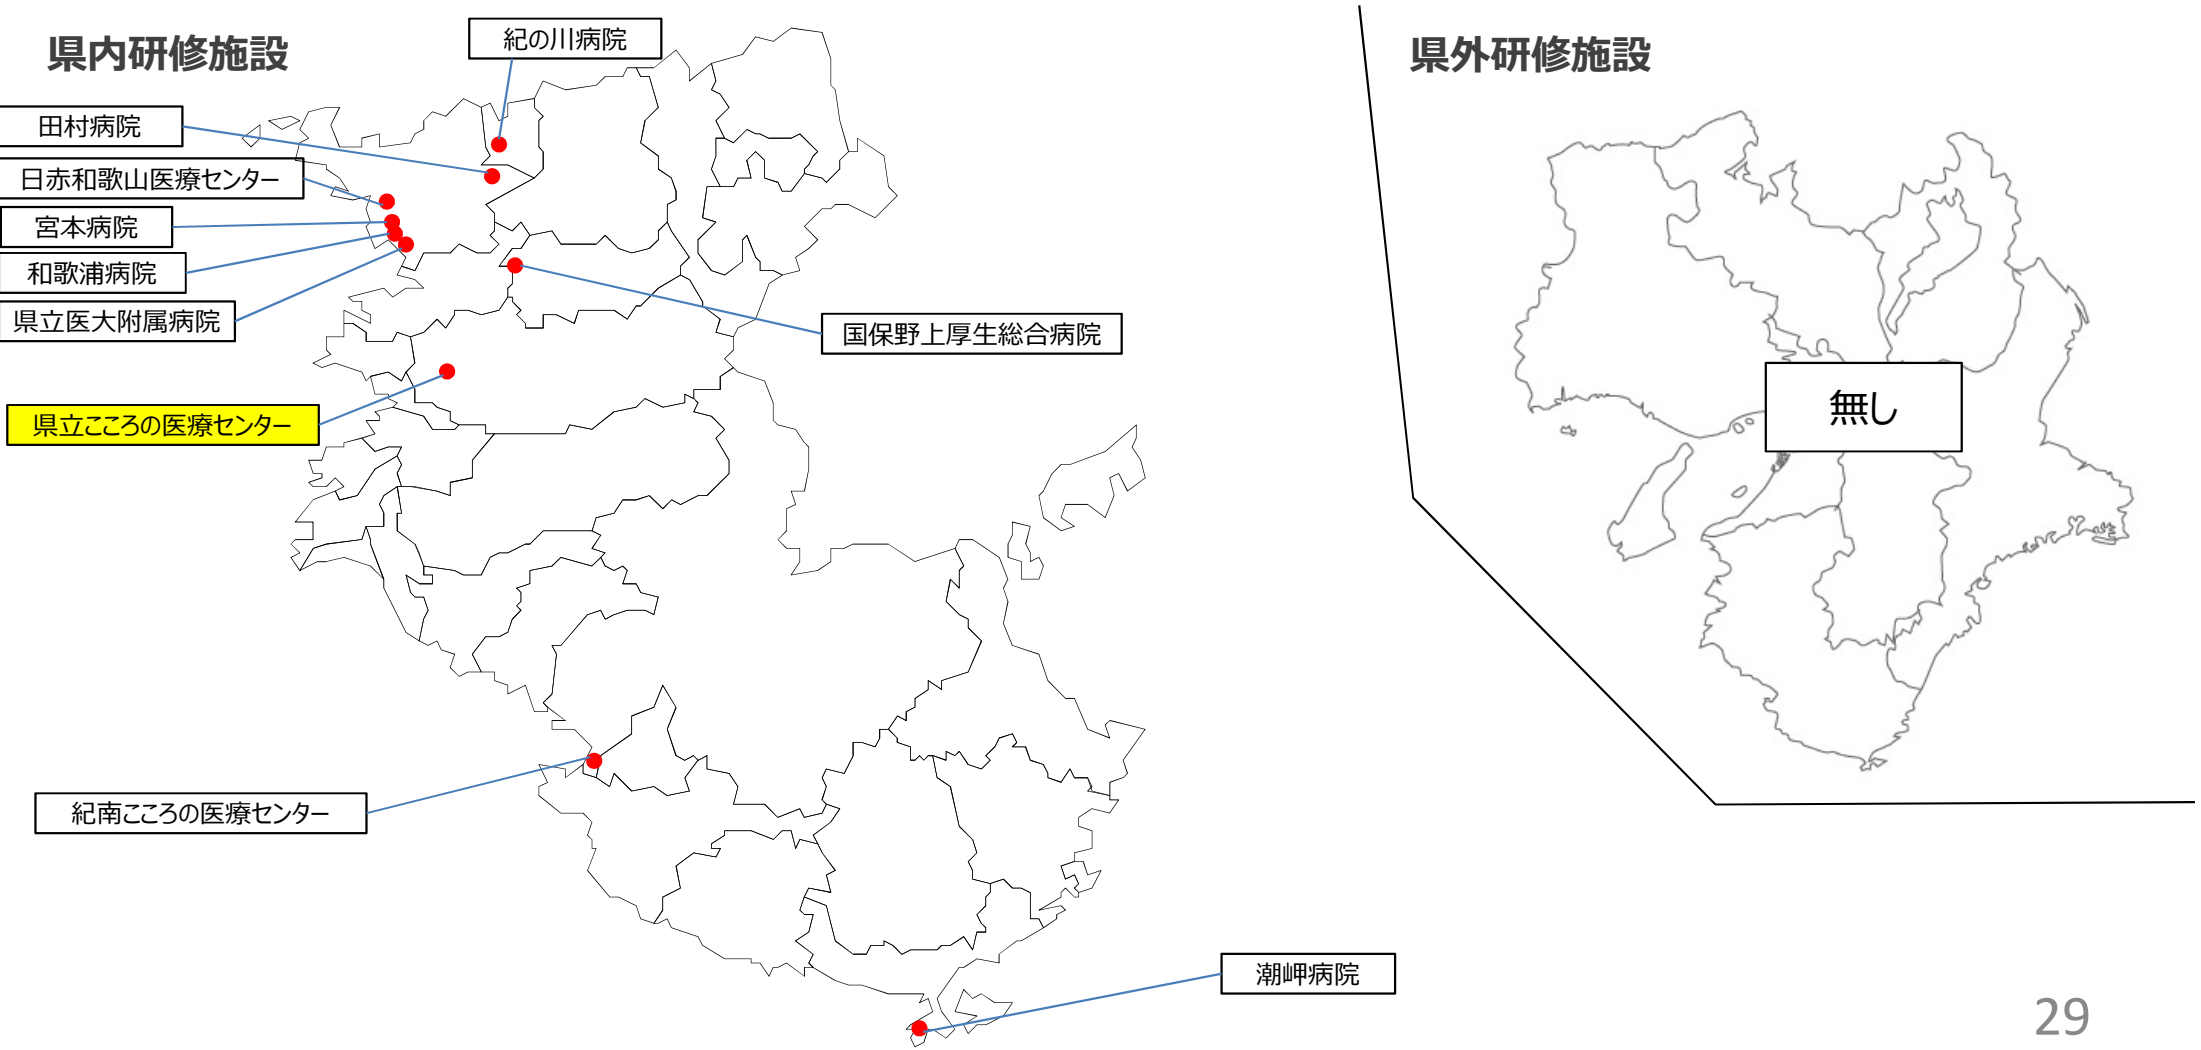 県内研修施設
紀の川病院
田村病院
日赤和歌山医療センター
宮本病院
和歌浦病院
県立医大附属病院
国保野上厚生総合病院
県立こころの医療センター
紀南こころの医療センター
潮岬病院
県外研修施設
無し
29